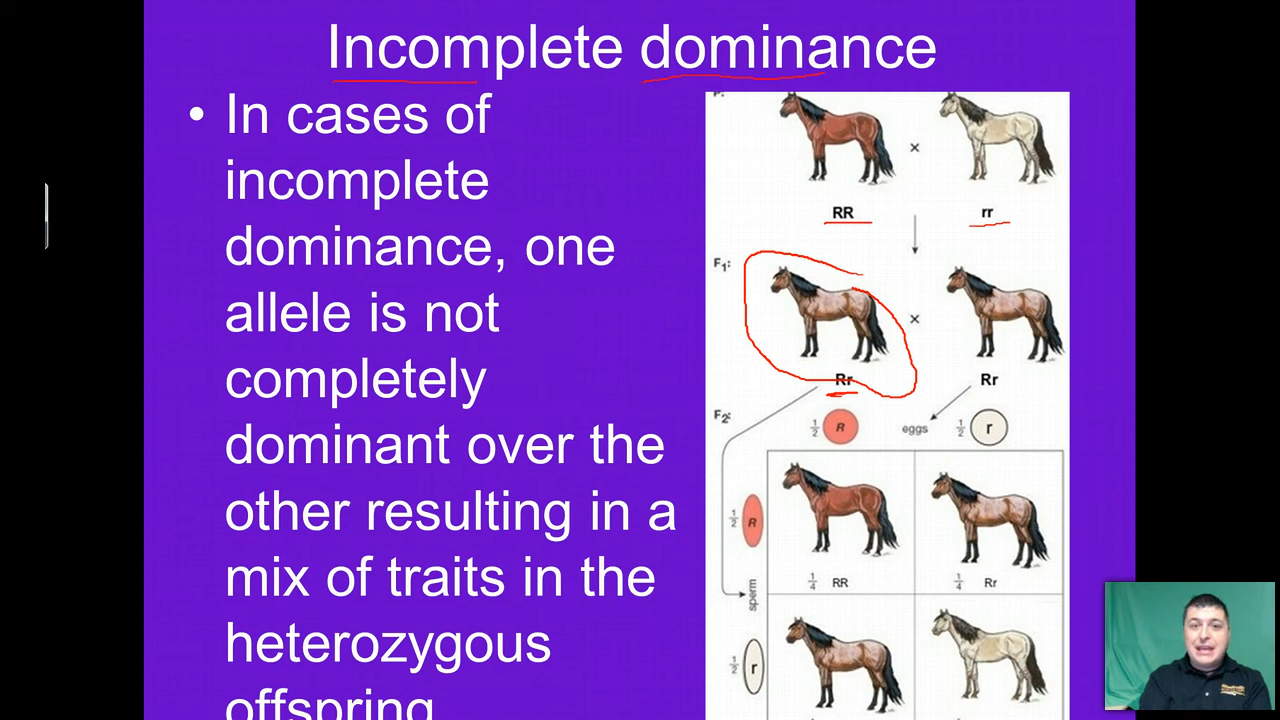 Incomplete dominance
• In cases of
incomplete
dominance, one
allele is not
completely
dominant over the
other resulting in a
mix of traits in the
heterozygous
offspring
P:
×
RR
rr
F₁:
×
Rr
Rr
F₂:
1/2 R eggs 1/2 r
1/2 R
1/4 RR
1/4 Rr
sperm
1/2 r